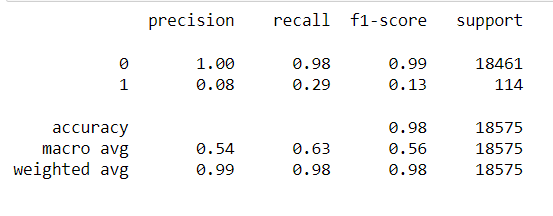 precision recall f1-score support
0 1.00 0.98 0.99 18461
1 0.08 0.29 0.13 114
accuracy 0.98 18575
macro avg 0.54 0.63 0.56 18575
weighted avg 0.99 0.98 0.98 18575